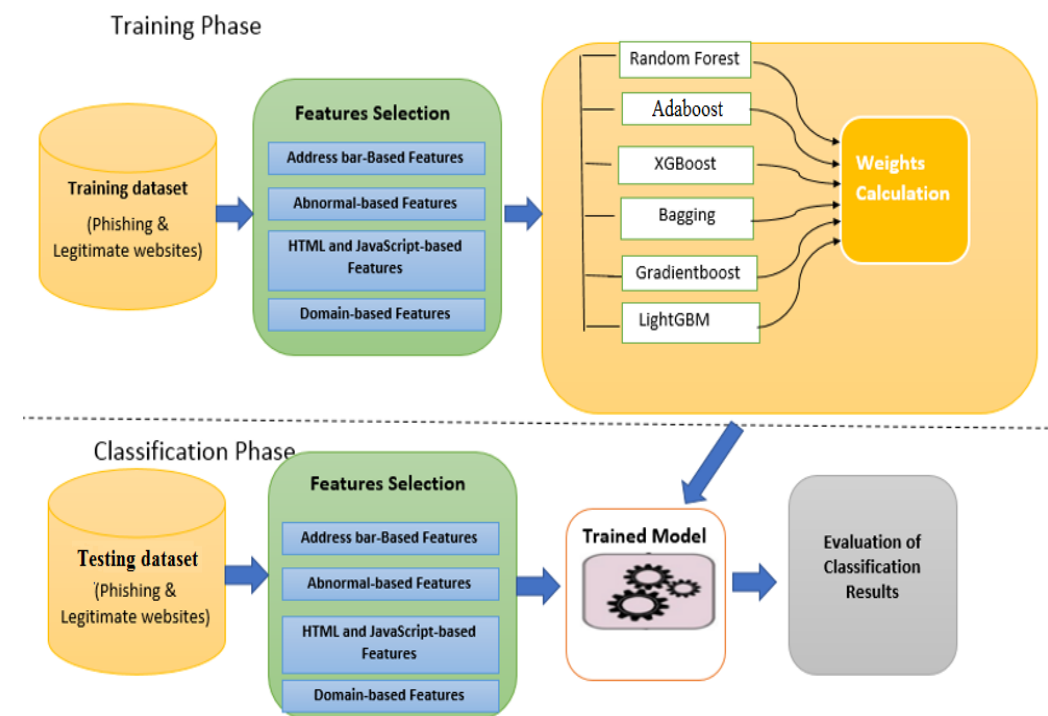 Training Phase
Training dataset
(Phishing &
Legitimate websites)
Features Selection
Address bar-Based Features
Abnormal-based Features
HTML and JavaScript-based
Features
Domain-based Features
Random Forest
Adaboost
XGBoost
Bagging
Gradientboost
LightGBM
Weights
Calculation
Classification Phase
Testing dataset
(Phishing &
Legitimate websites)
Features Selection
Address bar-Based Features
Abnormal-based Features
HTML and JavaScript-based
Features
Domain-based Features
Trained Model
Evaluation of
Classification
Results